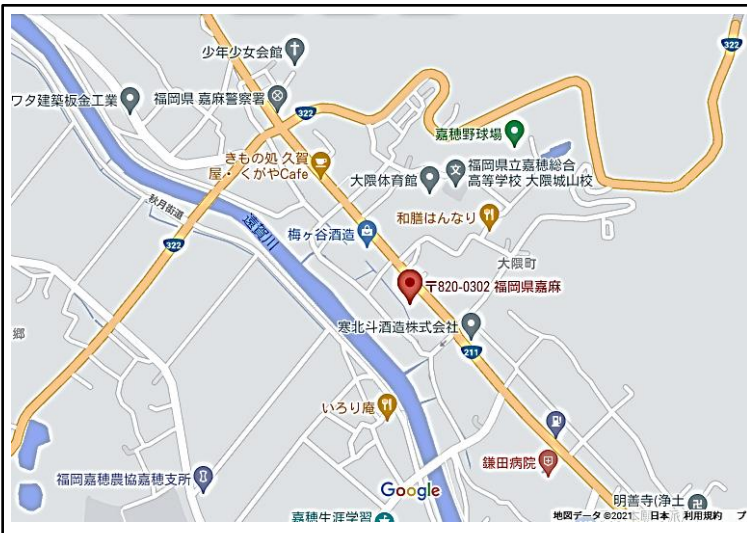 少年少女会館
322
ワタ建築板金工業
福岡県 嘉麻警察署
322
嘉穂野球場
きもの処 久賀
屋・くがやCafe
大隈体育館
福岡県立嘉穂総合
高等学校 大隈城山校
秋月街道
遠賀川
322
梅ヶ谷酒造
和膳はんなり
大隈町
〒820-0302 福岡県嘉麻
寒北斗酒造株式会社
211
郷
いろり庵
鎌田病院
福岡嘉穂農協嘉穂支所
Google
明善寺(浄土
嘉穂生涯学習
地図データ ©2021 日本 利用規約 プ